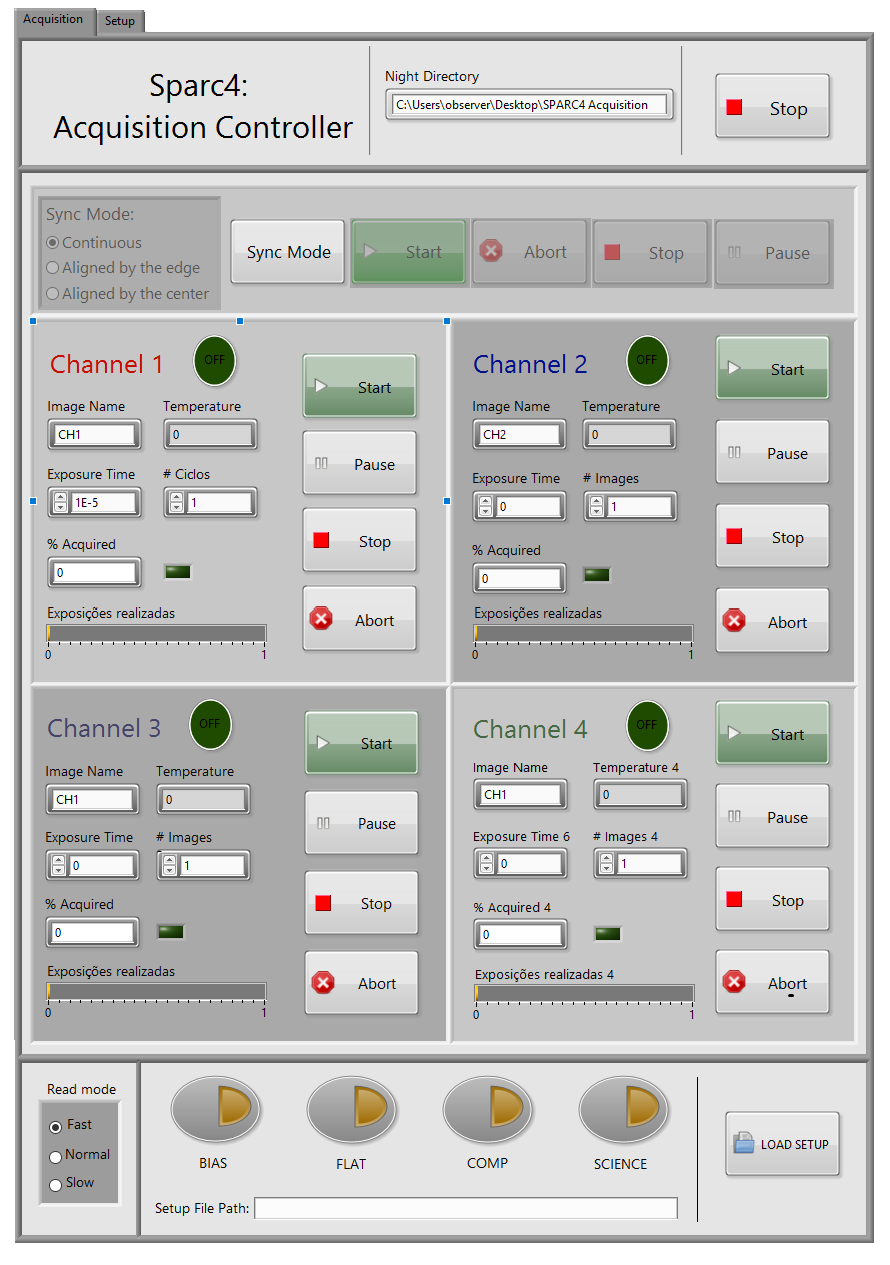 Acquisition
Setup
Sparc4:
Acquisition Controller
Night Directory
C:\Users\observer\Desktop\SPARC4 Acquisition
Stop
Sync Mode:
Continuous
Aligned by the edge
Aligned by the center
Sync Mode
Start
Abort
Stop
Pause
Channel 1
OFF
Image Name
Temperature
CH1
0
Exposure Time
# Ciclos
1E-5
1
% Acquired
0
Exposições realizadas
0
1
Start
Pause
Stop
Abort
Channel 2
OFF
Image Name
Temperature
CH2
0
Exposure Time
# Images
0
1
% Acquired
0
Exposições realizadas
0
1
Start
Pause
Stop
Abort
Channel 3
OFF
Image Name
Temperature
CH1
0
Exposure Time
# Images
0
1
% Acquired
0
Exposições realizadas
0
1
Start
Pause
Stop
Abort
Channel 4
OFF
Image Name
Temperature 4
CH1
0
Exposure Time 6
# Images 4
0
1
% Acquired 4
0
Exposições realizadas 4
0
1
Start
Pause
Stop
Abort
Read mode
Fast
Normal
Slow
BIAS
FLAT
COMP
SCIENCE
Setup File Path:
LOAD SETUP